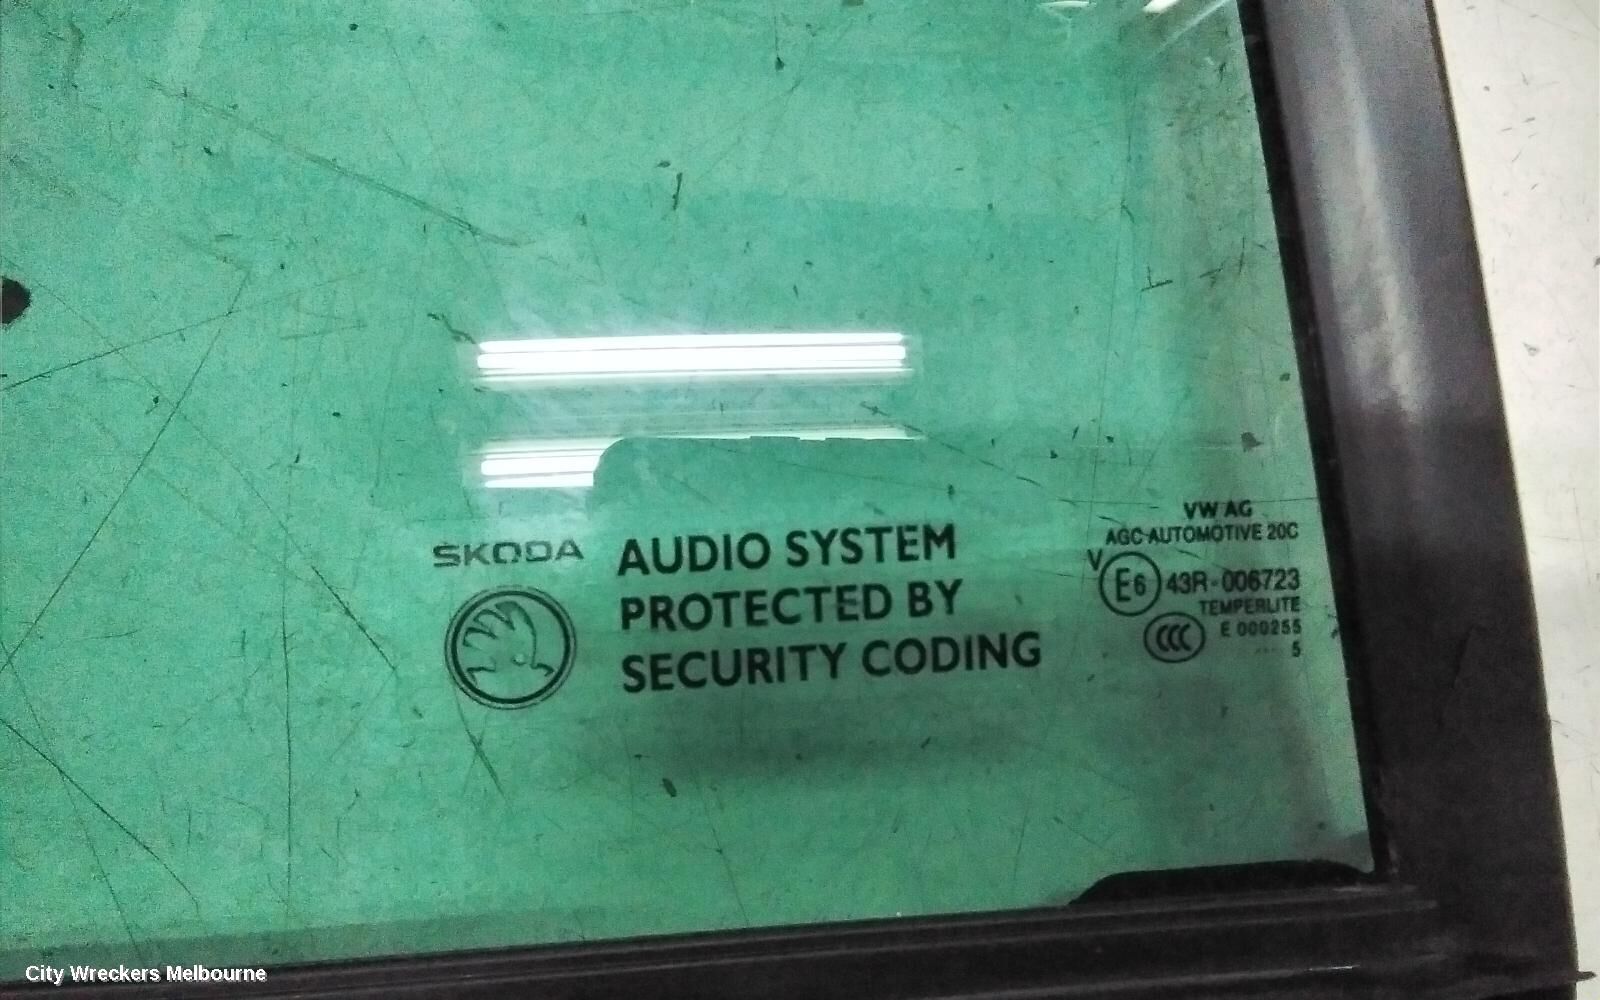 ŠKODA
AUDIO SYSTEM
PROTECTED BY
SECURITY CODING
VW AG
AGC AUTOMOTIVE 20C
V
E6 43R-006723
TEMPERLITE
CCC E 000255
5
City Wreckers Melbourne